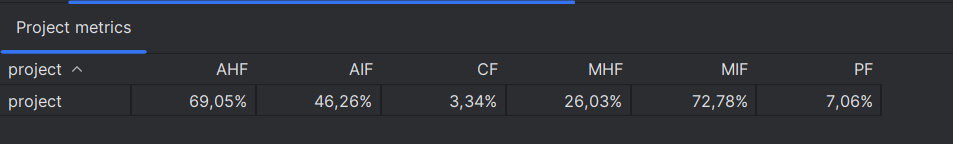 Project metrics
project AHF AIF CF MHF MIF PF
project 69,05% 46,26% 3,34% 26,03% 72,78% 7,06%